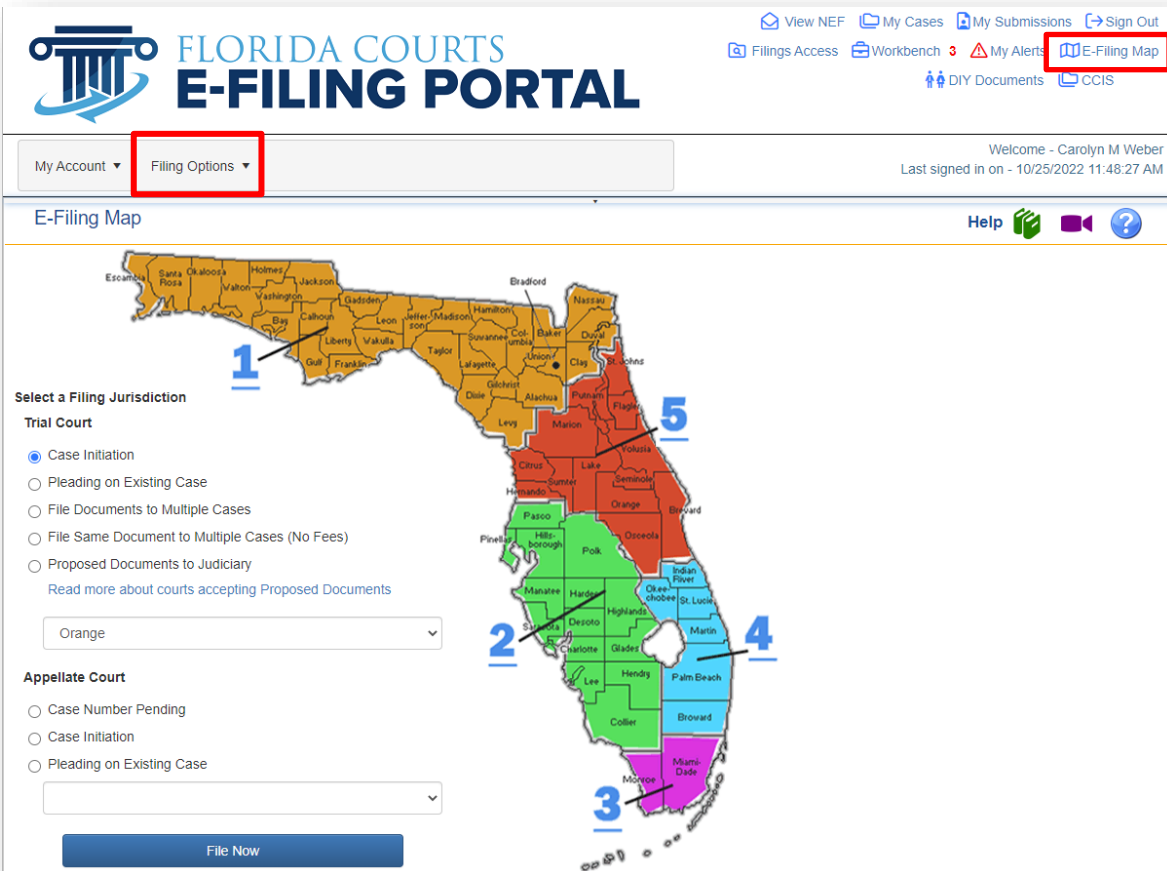 View NEF My Cases My Submissions Sign Out
Filings Access Workbench 3 My Alerts E-Filing Map
DIY Documents CCIS
FLORIDA COURTS
E-FILING PORTAL
My Account Filing Options
Welcome - Carolyn M Weber
Last signed in on - 10/25/2022 11:48:27 AM
E-Filing Map
Help
Select a Filing Jurisdiction
Trial Court
Case Initiation
Pleading on Existing Case
File Documents to Multiple Cases
File Same Document to Multiple Cases (No Fees)
Proposed Documents to Judiciary
Read more about courts accepting Proposed Documents
Orange
Appellate Court
Case Number Pending
Case Initiation
Pleading on Existing Case
File Now
Escambia
Santa
Rosa
Okaloosa
Walton
Holmes
Washington
Jackson
Bay
Calhoun
Gulf
Liberty
Franklin
Gadsden
Leon
Wakulla
Jeffer-
son
Madison
Taylor
Hamilton
Suwannee
Lafayette
Dixie
Col-
umbia
Gilchrist
Levy
Baker
Union
Bradford
Alachua
Nassau
Duval
Clay
1
St. Johns
Putnam
Flagler
Marion
Volusia
Citrus
Sumter
Lake
Hernando
Seminole
Orange
Brevard
Osceola
5
Pasco
Pinellas
Hills-
borough
Polk
Manatee
Hardee
Highlands
Sarasota
Desoto
Charlotte
Glades
Lee
Hendry
Collier
2
Indian
River
Okee-
chobee
St. Lucie
Martin
Palm Beach
Broward
4
Monroe
Miami-
Dade
3